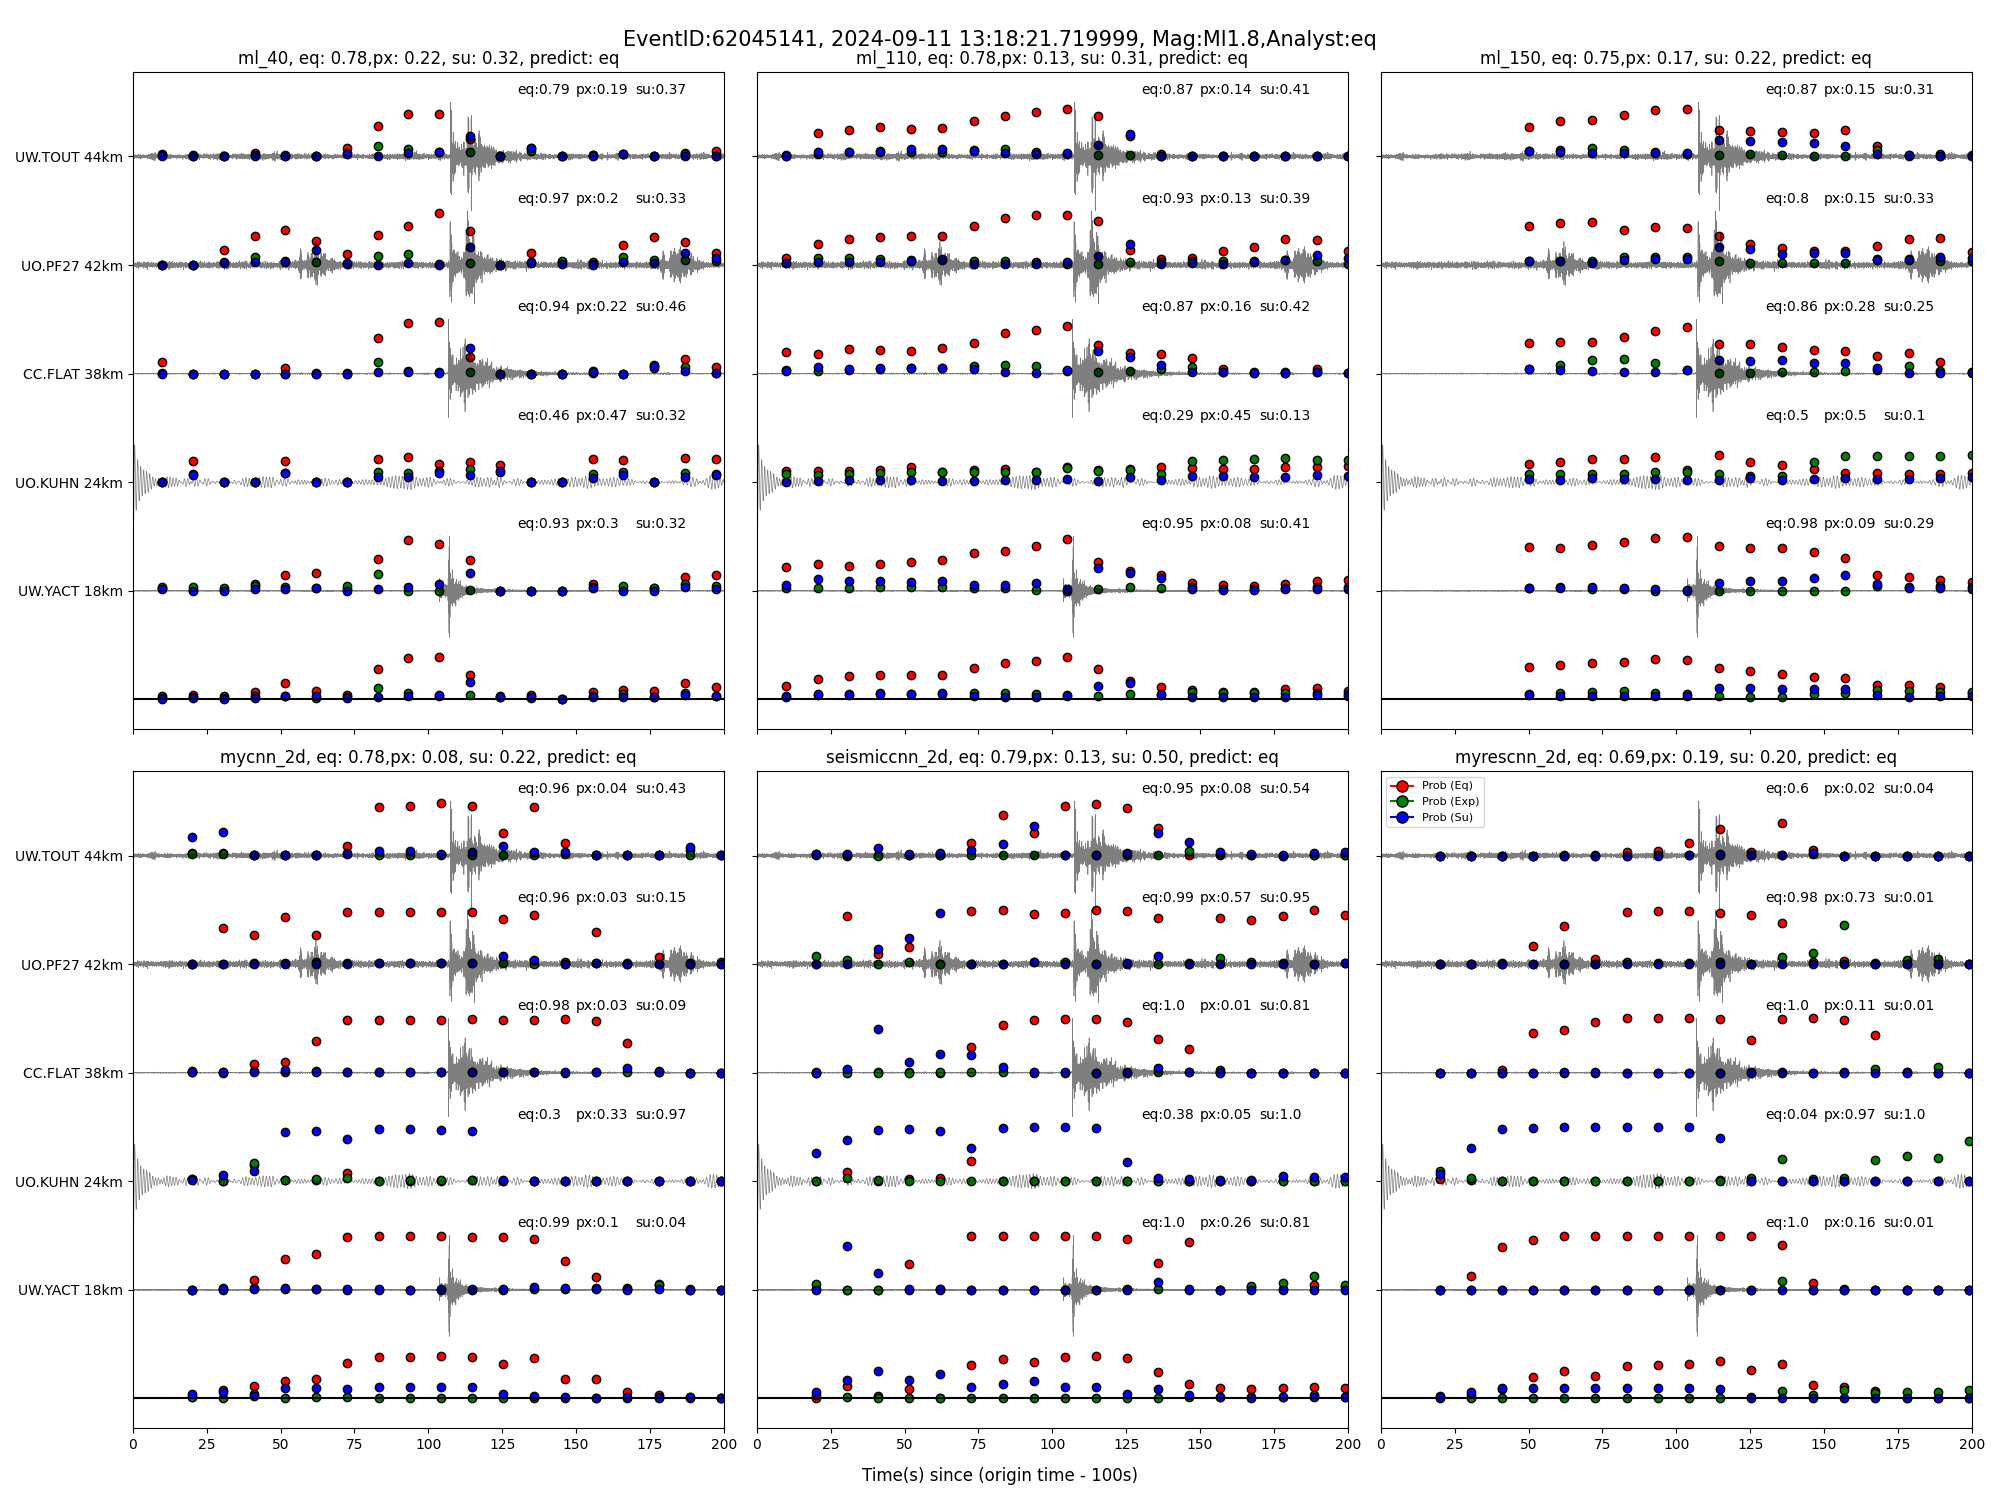 EventID:62045141, 2024-09-11 13:18:21.719999, Mag:Ml1.8,Analyst:eq
ml_40, eq: 0.78,px: 0.22, su: 0.32, predict: eq
eq:0.79 px:0.19 su:0.37
UW.TOUT 44km
eq:0.97 px:0.2 su:0.33
UO.PF27 42km
eq:0.94 px:0.22 su:0.46
CC.FLAT 38km
eq:0.46 px:0.47 su:0.32
UO.KUHN 24km
eq:0.93 px:0.3 su:0.32
UW.YACT 18km
ml_110, eq: 0.78,px: 0.13, su: 0.31, predict: eq
eq:0.87 px:0.14 su:0.41
eq:0.93 px:0.13 su:0.39
eq:0.87 px:0.16 su:0.42
eq:0.29 px:0.45 su:0.13
eq:0.95 px:0.08 su:0.41
ml_150, eq: 0.75,px: 0.17, su: 0.22, predict: eq
eq:0.87 px:0.15 su:0.31
eq:0.8 px:0.15 su:0.33
eq:0.86 px:0.28 su:0.25
eq:0.5 px:0.5 su:0.1
eq:0.98 px:0.09 su:0.29
mycnn_2d, eq: 0.78,px: 0.08, su: 0.22, predict: eq
eq:0.96 px:0.04 su:0.43
UW.TOUT 44km
eq:0.96 px:0.03 su:0.15
UO.PF27 42km
eq:0.98 px:0.03 su:0.09
CC.FLAT 38km
eq:0.3 px:0.33 su:0.97
UO.KUHN 24km
eq:0.99 px:0.1 su:0.04
UW.YACT 18km
0 25 50 75 100 125 150 175 200
seismiccnn_2d, eq: 0.79,px: 0.13, su: 0.50, predict: eq
eq:0.95 px:0.08 su:0.54
eq:0.99 px:0.57 su:0.95
eq:1.0 px:0.01 su:0.81
eq:0.38 px:0.05 su:1.0
eq:1.0 px:0.26 su:0.81
0 25 50 75 100 125 150 175 200
myrescnn_2d, eq: 0.69,px: 0.19, su: 0.20, predict: eq
Prob (Eq)
Prob (Exp)
Prob (Su)
eq:0.6 px:0.02 su:0.04
eq:0.98 px:0.73 su:0.01
eq:1.0 px:0.11 su:0.01
eq:0.04 px:0.97 su:1.0
eq:1.0 px:0.16 su:0.01
0 25 50 75 100 125 150 175 200
Time(s) since (origin time - 100s)